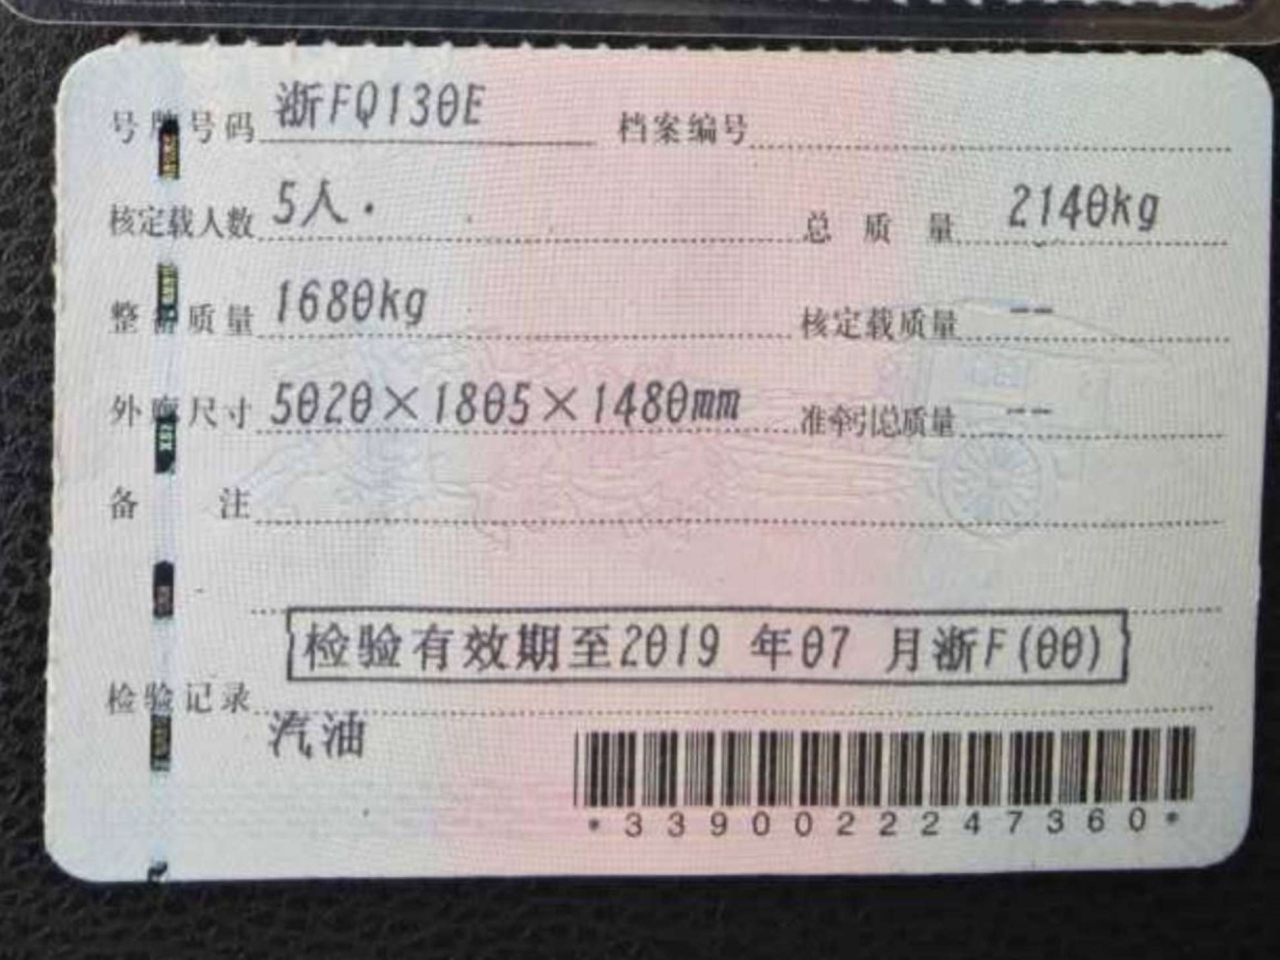 号牌号码 浙FQ130E 档案编号
核定载人数 5人. 总质量 2140kg
整备质量 1680kg 核定载质量 --
外廓尺寸 5020×1805×1480mm 准牵引总质量 --
备注
检验有效期至2019 年07 月浙F(00)
检验记录
汽油
*3390022247360*